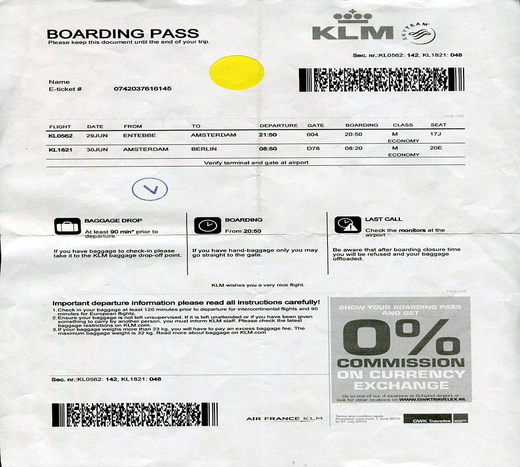 BOARDING PASS
Please keep this document until the end of your trip.
KLM
SKYTEAM
Sec. nr.:KL0562: 142, KL1821: 048
Name
E-ticket # 0742037616145
FLIGHT DATE FROM TO DEPARTURE GATE BOARDING CLASS SEAT
KL0562 29JUN ENTEBBE AMSTERDAM 21:50 004 20:50 M 17J
ECONOMY
KL1821 30JUN AMSTERDAM BERLIN 08:50 D78 08:20 M 20E
ECONOMY
Verify terminal and gate at airport
BAGGAGE DROP
At least 90 min* prior to
departure
If you have baggage to check-in please
take it to the KLM baggage drop-off point.
BOARDING
From 20:50
If you have hand-baggage only you may
go straight to the gate.
LAST CALL
Check the monitors at the
airport
Be aware that after boarding closure time
you will be refused and your baggage
offloaded.
KLM wishes you a very nice flight.
Important departure information please read all instructions carefully!
1. Check in your baggage at least 120 minutes prior to departure for intercontinental flights and 90
minutes for European flights.
2. Ensure your baggage is not left unsupervised. If it is left unattended or if you have been given
something to carry by another person, you must inform KLM staff. Please check the latest
baggage restrictions on KLM.com.
3. If your baggage weighs more than 23 kg, you will have to pay an excess baggage fee. The
maximum baggage weight is 32 kg. Read more about baggage on KLM.com
SHOW YOUR BOARDING PASS
AND GET
0%
COMMISSION
ON CURRENCY
EXCHANGE
Go to one of our 4 locations at Schiphol Airport or
look for other locations on WWW.GWKTRAVELEX.NL
Sec. nr.:KL0562: 142, KL1821: 048
AIR FRANCE KLM
Terms and conditions apply
GWK Travelex